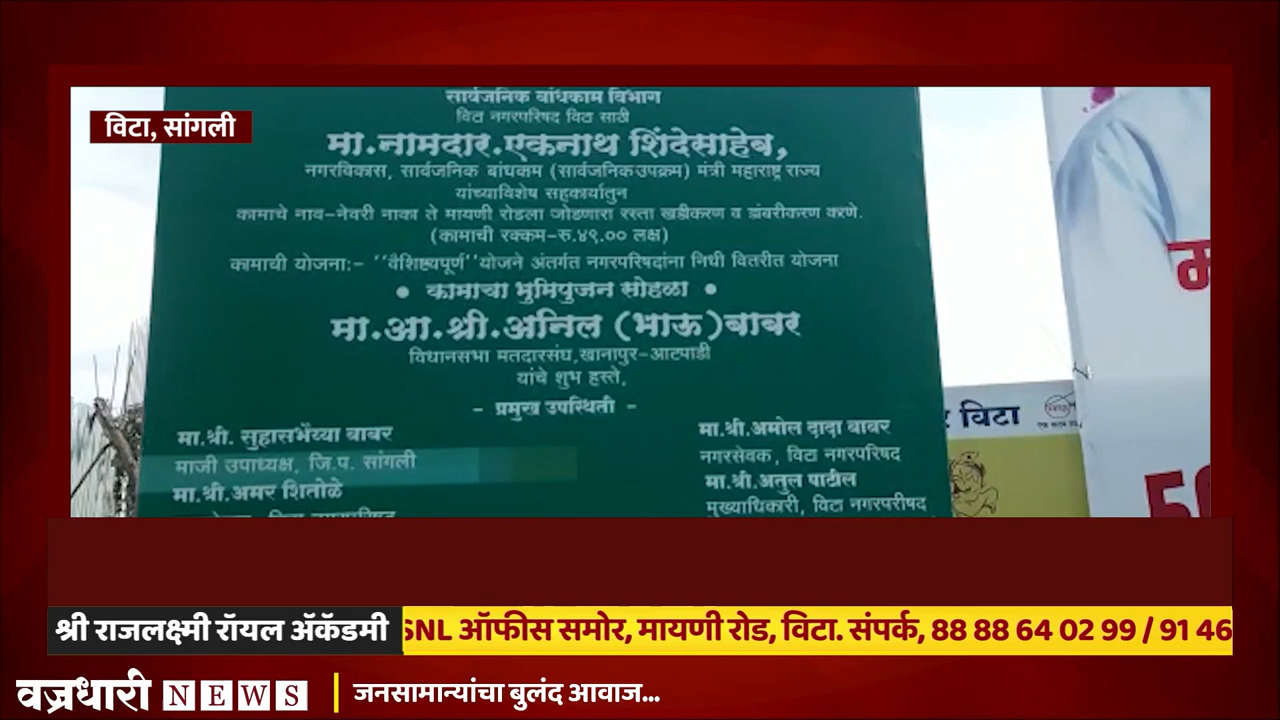 विटा, सांगली
सार्वजनिक बांधकाम विभाग
विटा नगरपरिषद विटा साठी
मा.नामदार.एकनाथ शिंदेसाहेब,
नगरविकास, सार्वजनिक बांधकाम (सार्वजनिकउपक्रम) मंत्री महाराष्ट्र राज्य
यांच्याविशेष सहकार्यातुन
कामाचे नाव-नेवरी नाका ते मायणी रोडला जोडणारा रस्ता खडीकरण व डांबरीकरण करणे.
(कामाची रक्कम-रु.४९.०० लक्ष)
कामाची योजना:- ‘‘वैशिष्ट्यपूर्ण’’योजने अंतर्गत नगरपरिषदांना निधी वितरीत योजना
• कामाचा भुमिपुजन सोहळा •
मा.आ.श्री.अनिल (भाऊ)बाबर
विधानसभा मतदारसंघ,खानापुर-आटपाडी
यांचे शुभ हस्ते.
- प्रमुख उपस्थिती -
मा.श्री. सुहासभैय्या बाबर
माजी उपाध्यक्ष, जि.प. सांगली
मा.श्री.अमर शितोळे
मा.श्री.अमोल दादा बाबर
नगरसेवक, विटा नगरपरिषद
मा.श्री.अतुल पाटील
मुख्याधिकारी, विटा नगरपरीषद
विटा
श्री राजलक्ष्मी रॉयल ॲकॅडमी
SNL ऑफीस समोर, मायणी रोड, विटा. संपर्क, 88 88 64 02 99 / 91 46
वज्रधारी NEWS
जनसामान्यांचा बुलंद आवाज...